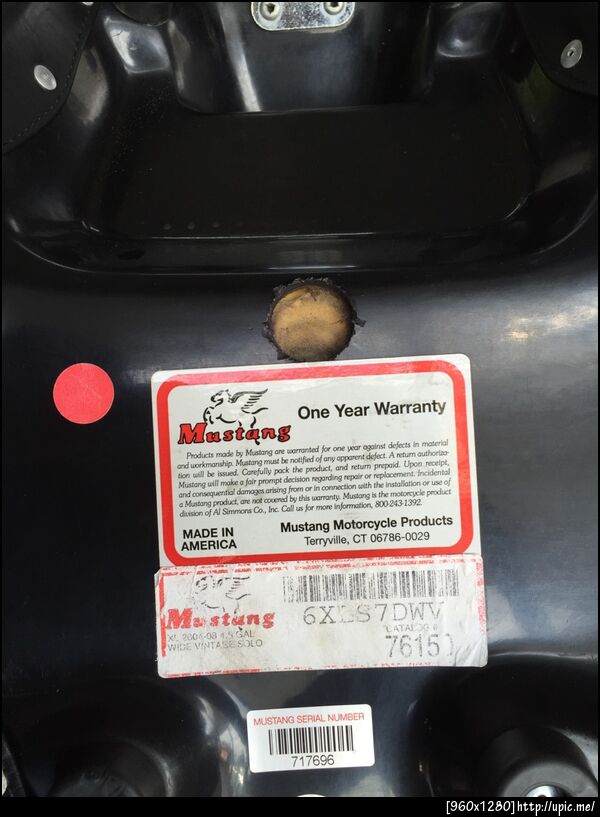 Mustang
One Year Warranty
Products made by Mustang are warranted for one year against defects in material
and workmanship. Mustang must be notified of any apparent defect. A return authoriza-
tion will be issued. Carefully pack the product, and return prepaid. Upon receipt,
Mustang will make a fair prompt decision regarding repair or replacement. Incidental
and consequential damages arising from or in connection with the installation or use of
a Mustang product, are not covered by this warranty. Mustang is the motorcycle product
division of Al Simmons Co., Inc. Call us for more information, 800-243-1392.
MADE IN
AMERICA
Mustang Motorcycle Products
Terryville, CT 06786-0029
Mustang
XL 2004-08 4.5 GAL
WIDE VINTAGE SOLO
CATALOG #
MUSTANG SERIAL NUMBER
717696
[960x1280]http://upic.me/